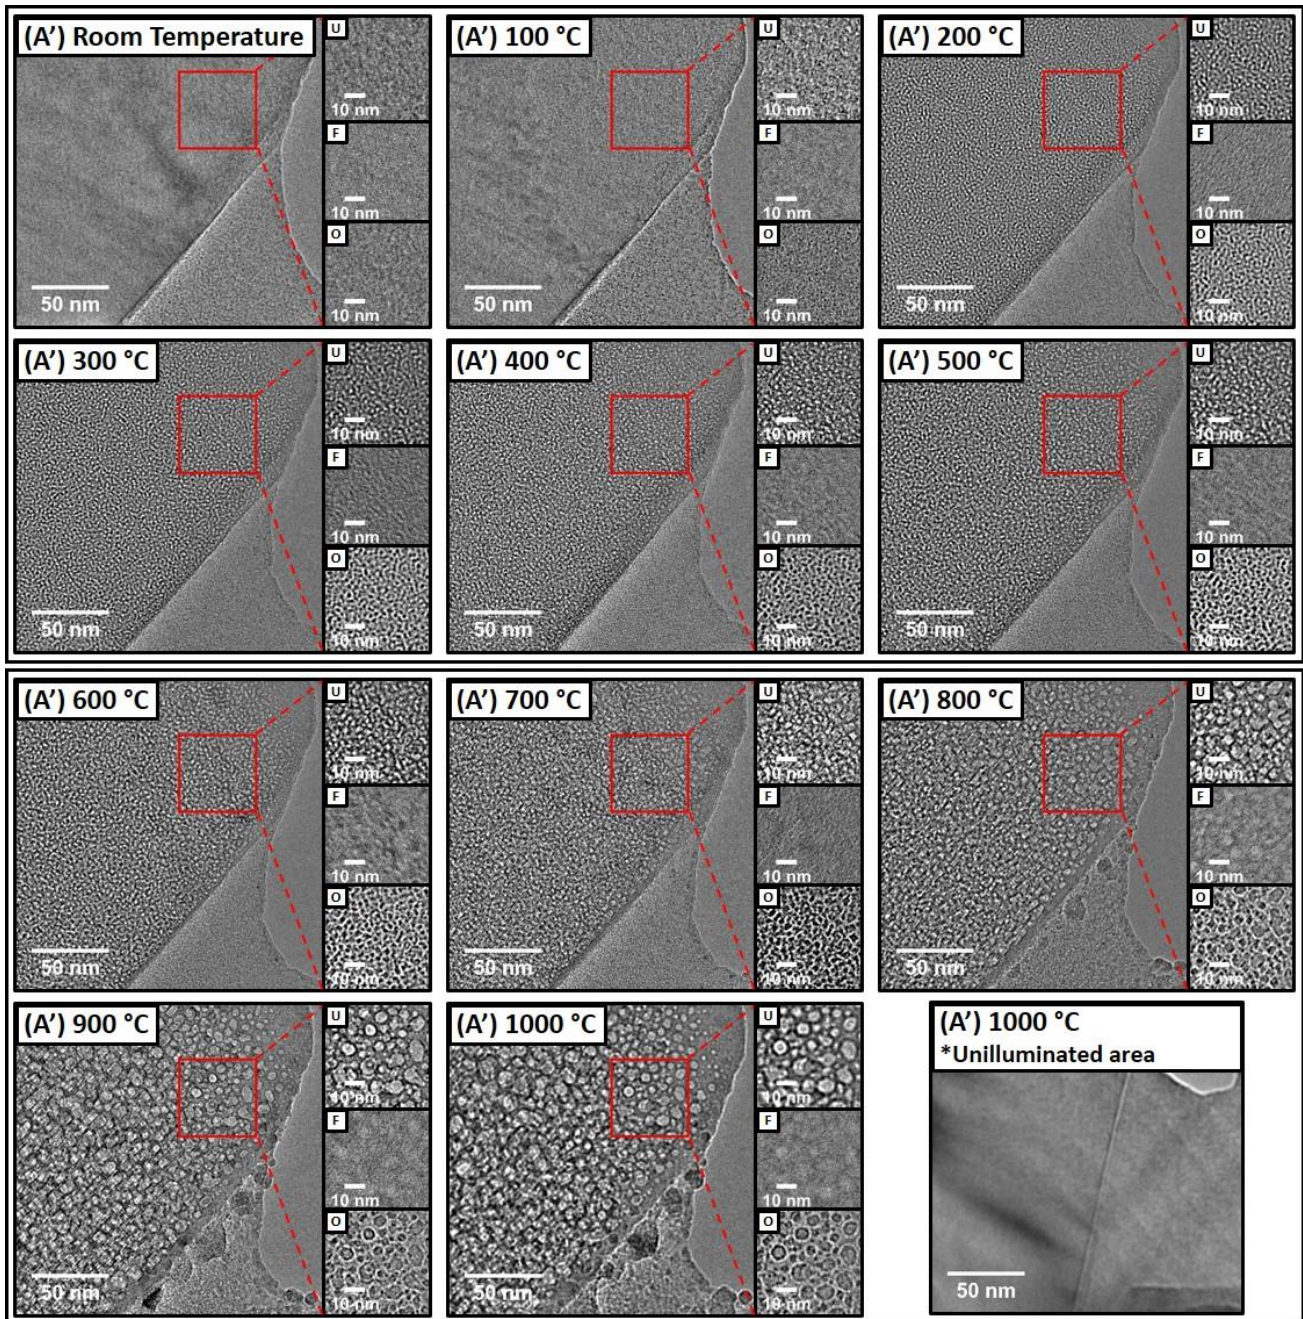 (A') Room Temperature
U
10 nm
F
10 nm
O
10 nm
50 nm
(A') 100 °C
U
10 nm
F
10 nm
O
10 nm
50 nm
(A') 200 °C
U
10 nm
F
10 nm
O
10 nm
50 nm
(A') 300 °C
U
10 nm
F
10 nm
O
10 nm
50 nm
(A') 400 °C
U
10 nm
F
10 nm
O
10 nm
50 nm
(A') 500 °C
U
10 nm
F
10 nm
O
10 nm
50 nm
(A') 600 °C
U
10 nm
F
10 nm
O
10 nm
50 nm
(A') 700 °C
U
10 nm
F
10 nm
O
10 nm
50 nm
(A') 800 °C
U
10 nm
F
10 nm
O
10 nm
50 nm
(A') 900 °C
U
10 nm
F
10 nm
O
10 nm
50 nm
(A') 1000 °C
U
10 nm
F
10 nm
O
10 nm
50 nm
(A') 1000 °C
*Unilluminated area
50 nm